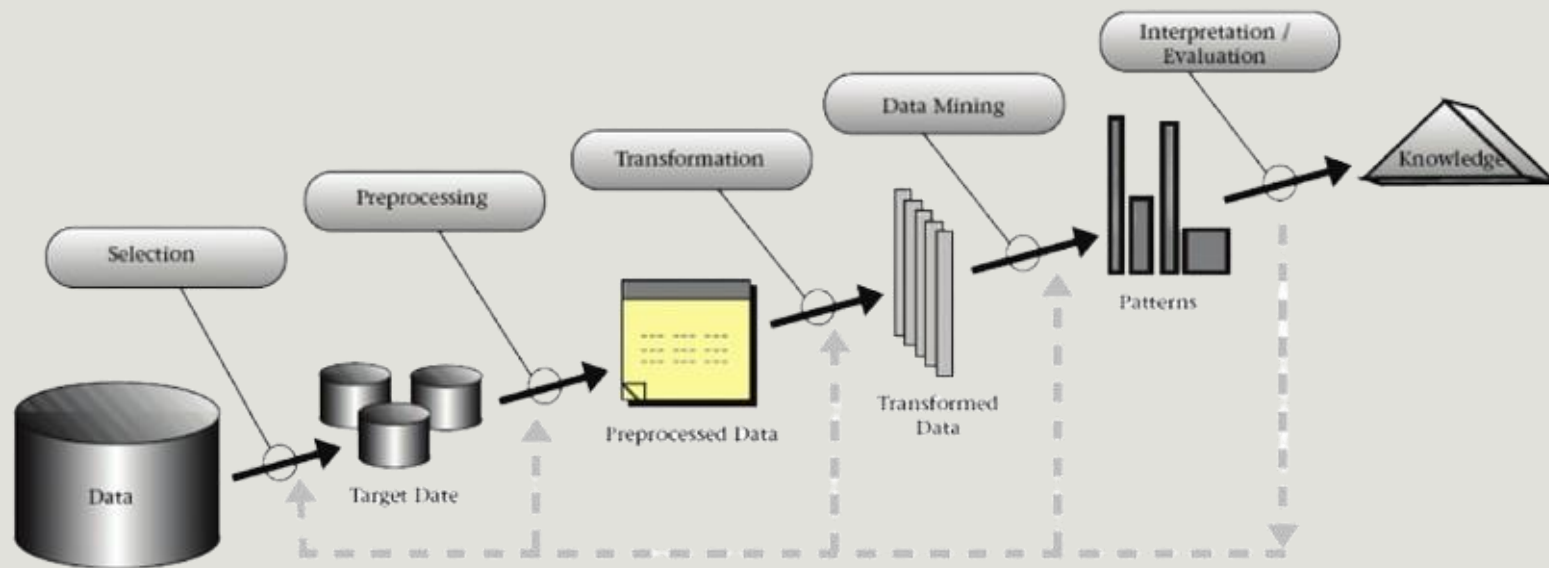 Interpretation /
Evaluation
Data Mining
Transformation
Preprocessing
Selection
Knowledge
Patterns
Transformed
Data
Preprocessed Data
Target Date
Data